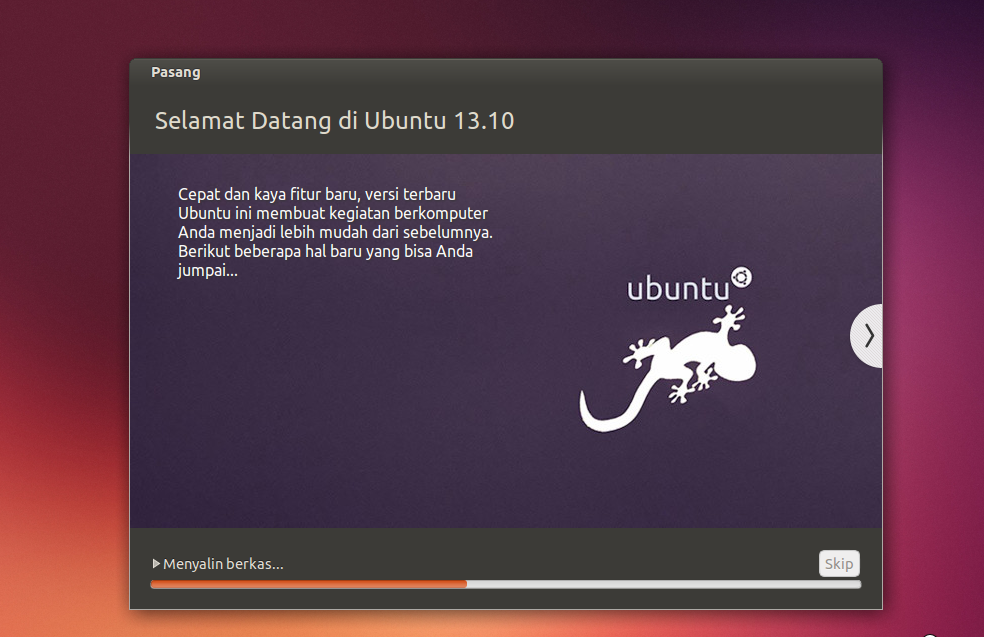 Pasang
Selamat Datang di Ubuntu 13.10
Cepat dan kaya fitur baru, versi terbaru
Ubuntu ini membuat kegiatan berkomputer
Anda menjadi lebih mudah dari sebelumnya.
Berikut beberapa hal baru yang bisa Anda
jumpai...
ubuntu
Menyalin berkas...
Skip